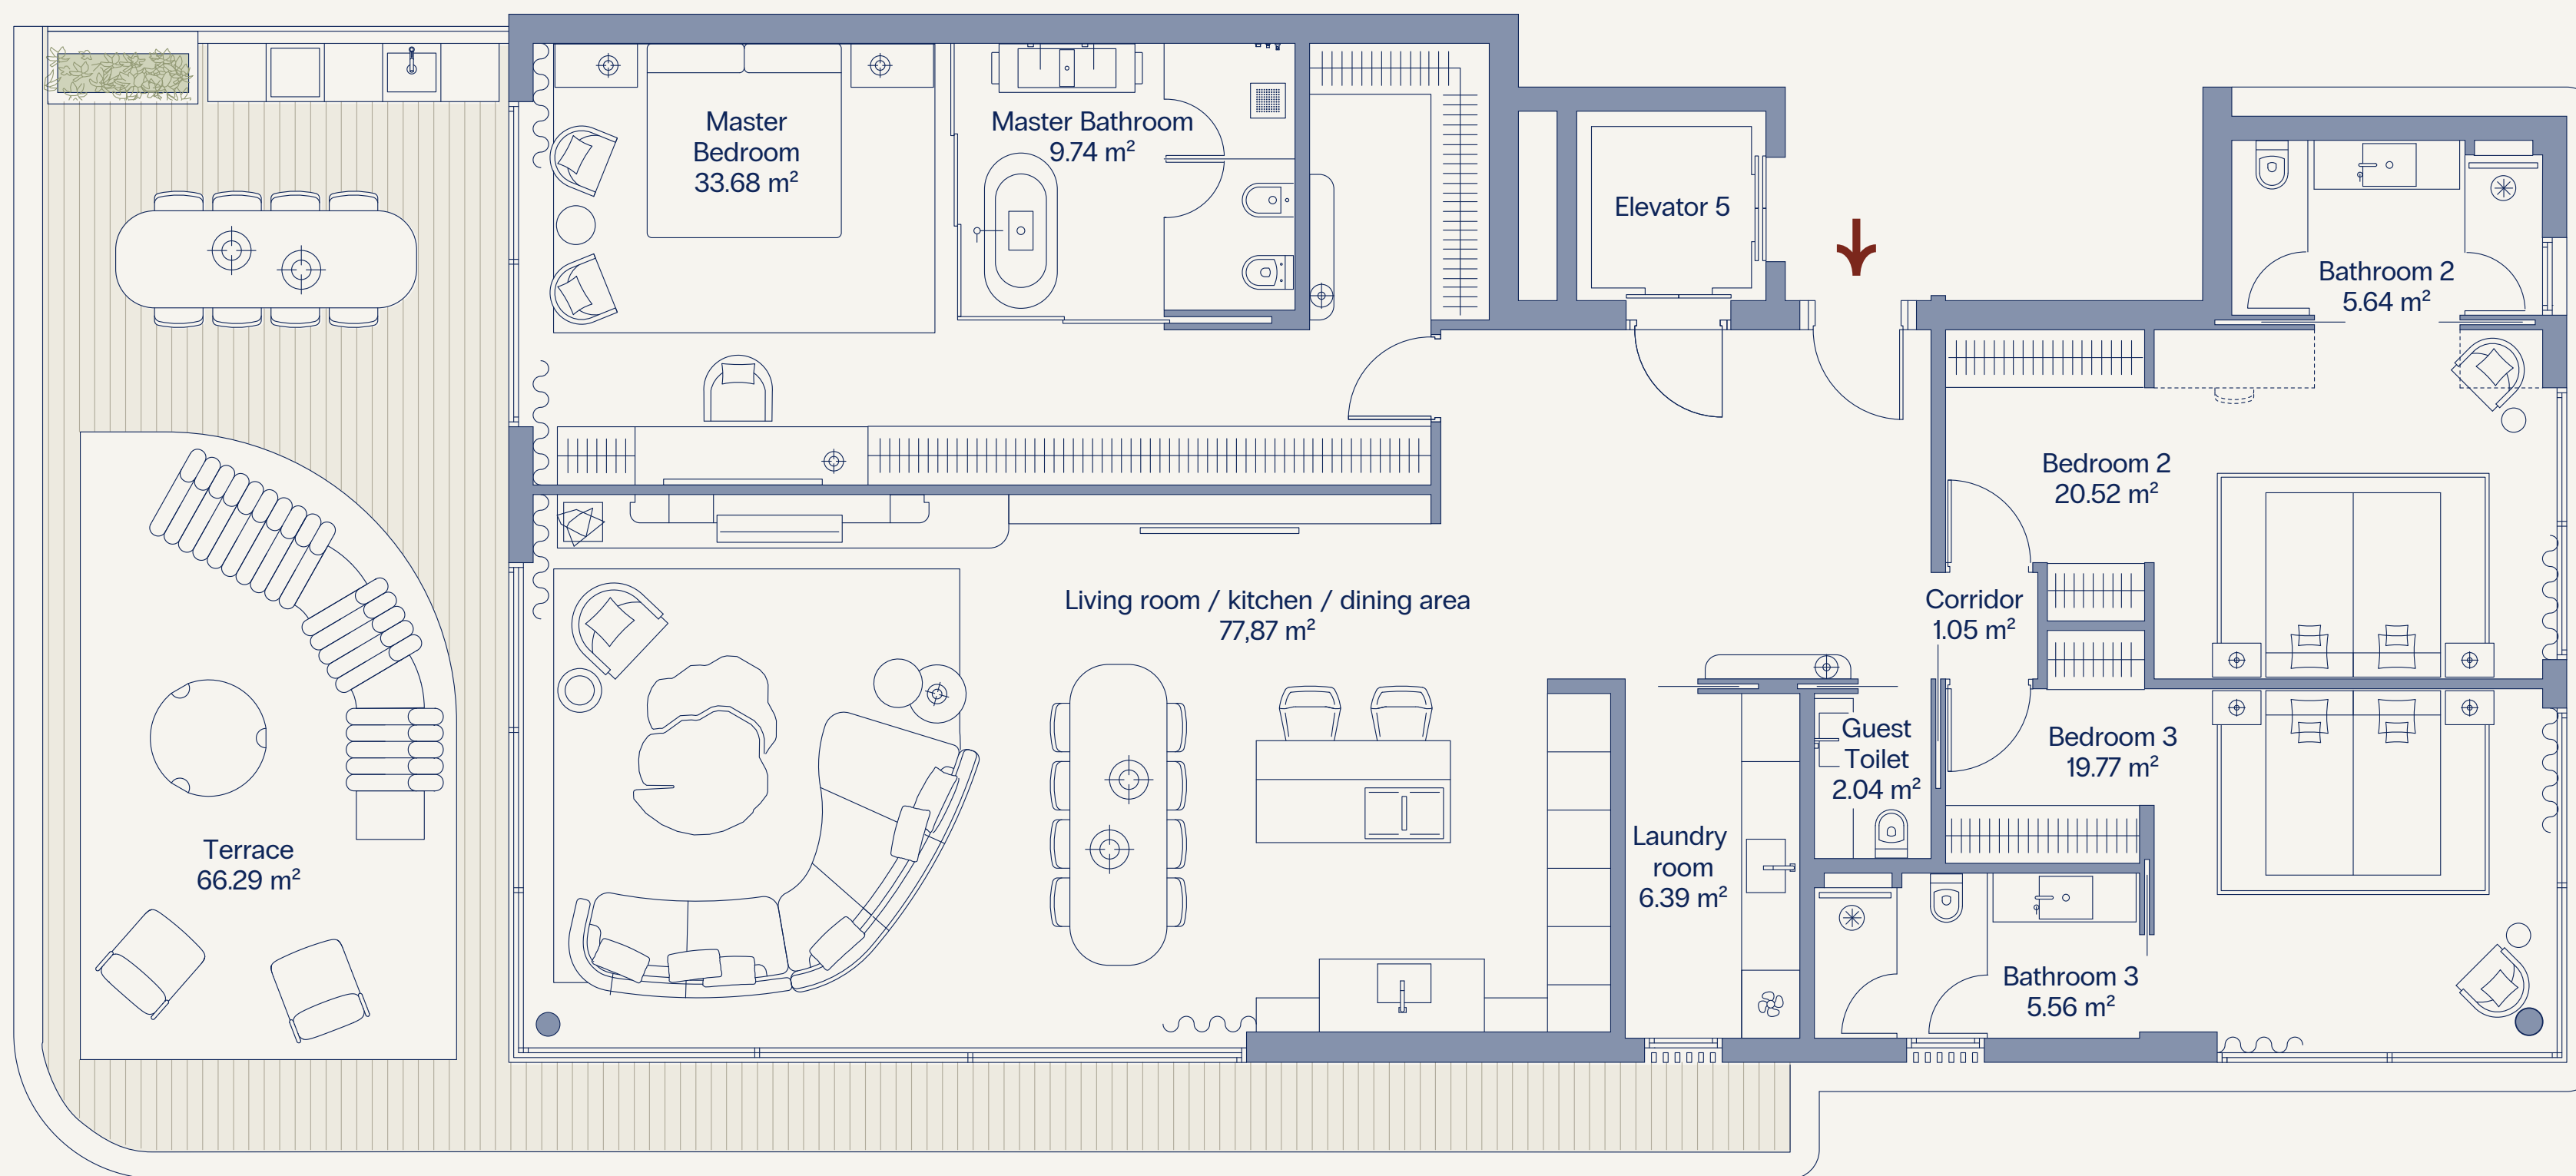 Master
Bedroom
33.68 m²
Master Bathroom
9.74 m²
Elevator 5
Bathroom 2
5.64 m²
Bedroom 2
20.52 m²
Living room / kitchen / dining area
77,87 m²
Corridor
1.05 m²
Guest
Toilet
2.04 m²
Bedroom 3
19.77 m²
Laundry
room
6.39 m²
Terrace
66.29 m²
Bathroom 3
5.56 m²